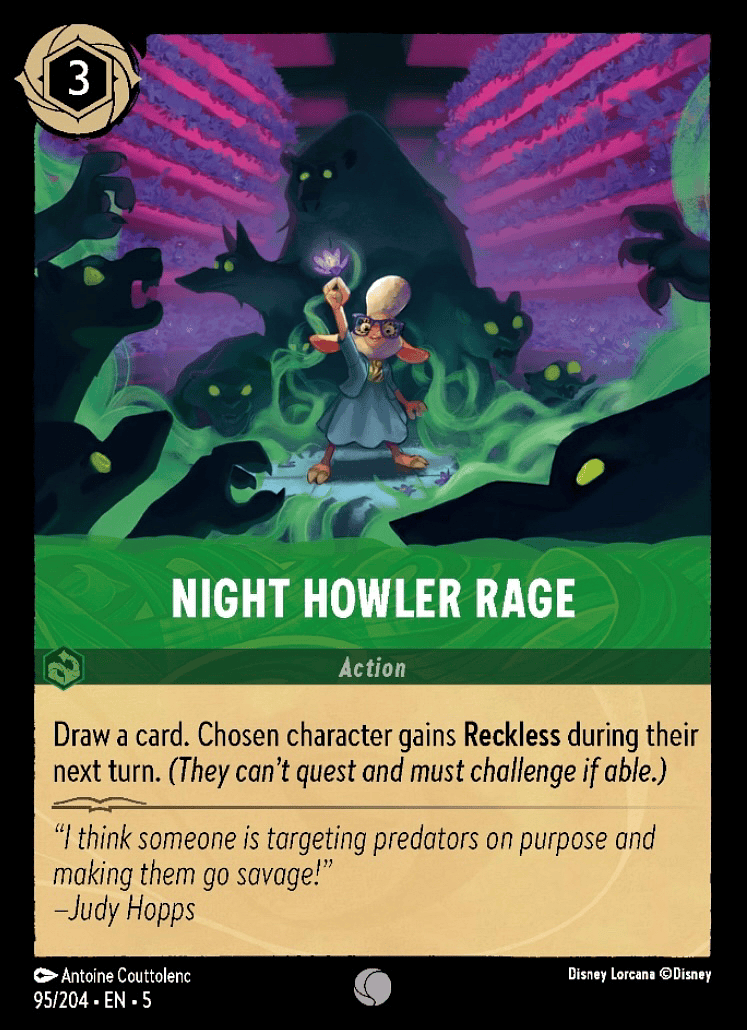 3
NIGHT HOWLER RAGE
Action
Draw a card. Chosen character gains Reckless during their
next turn. (They can't quest and must challenge if able.)
“I think someone is targeting predators on purpose and
making them go savage!”
–Judy Hopps
Antoine Couttolenc
Disney Lorcana ©Disney
95/204 • EN • 5